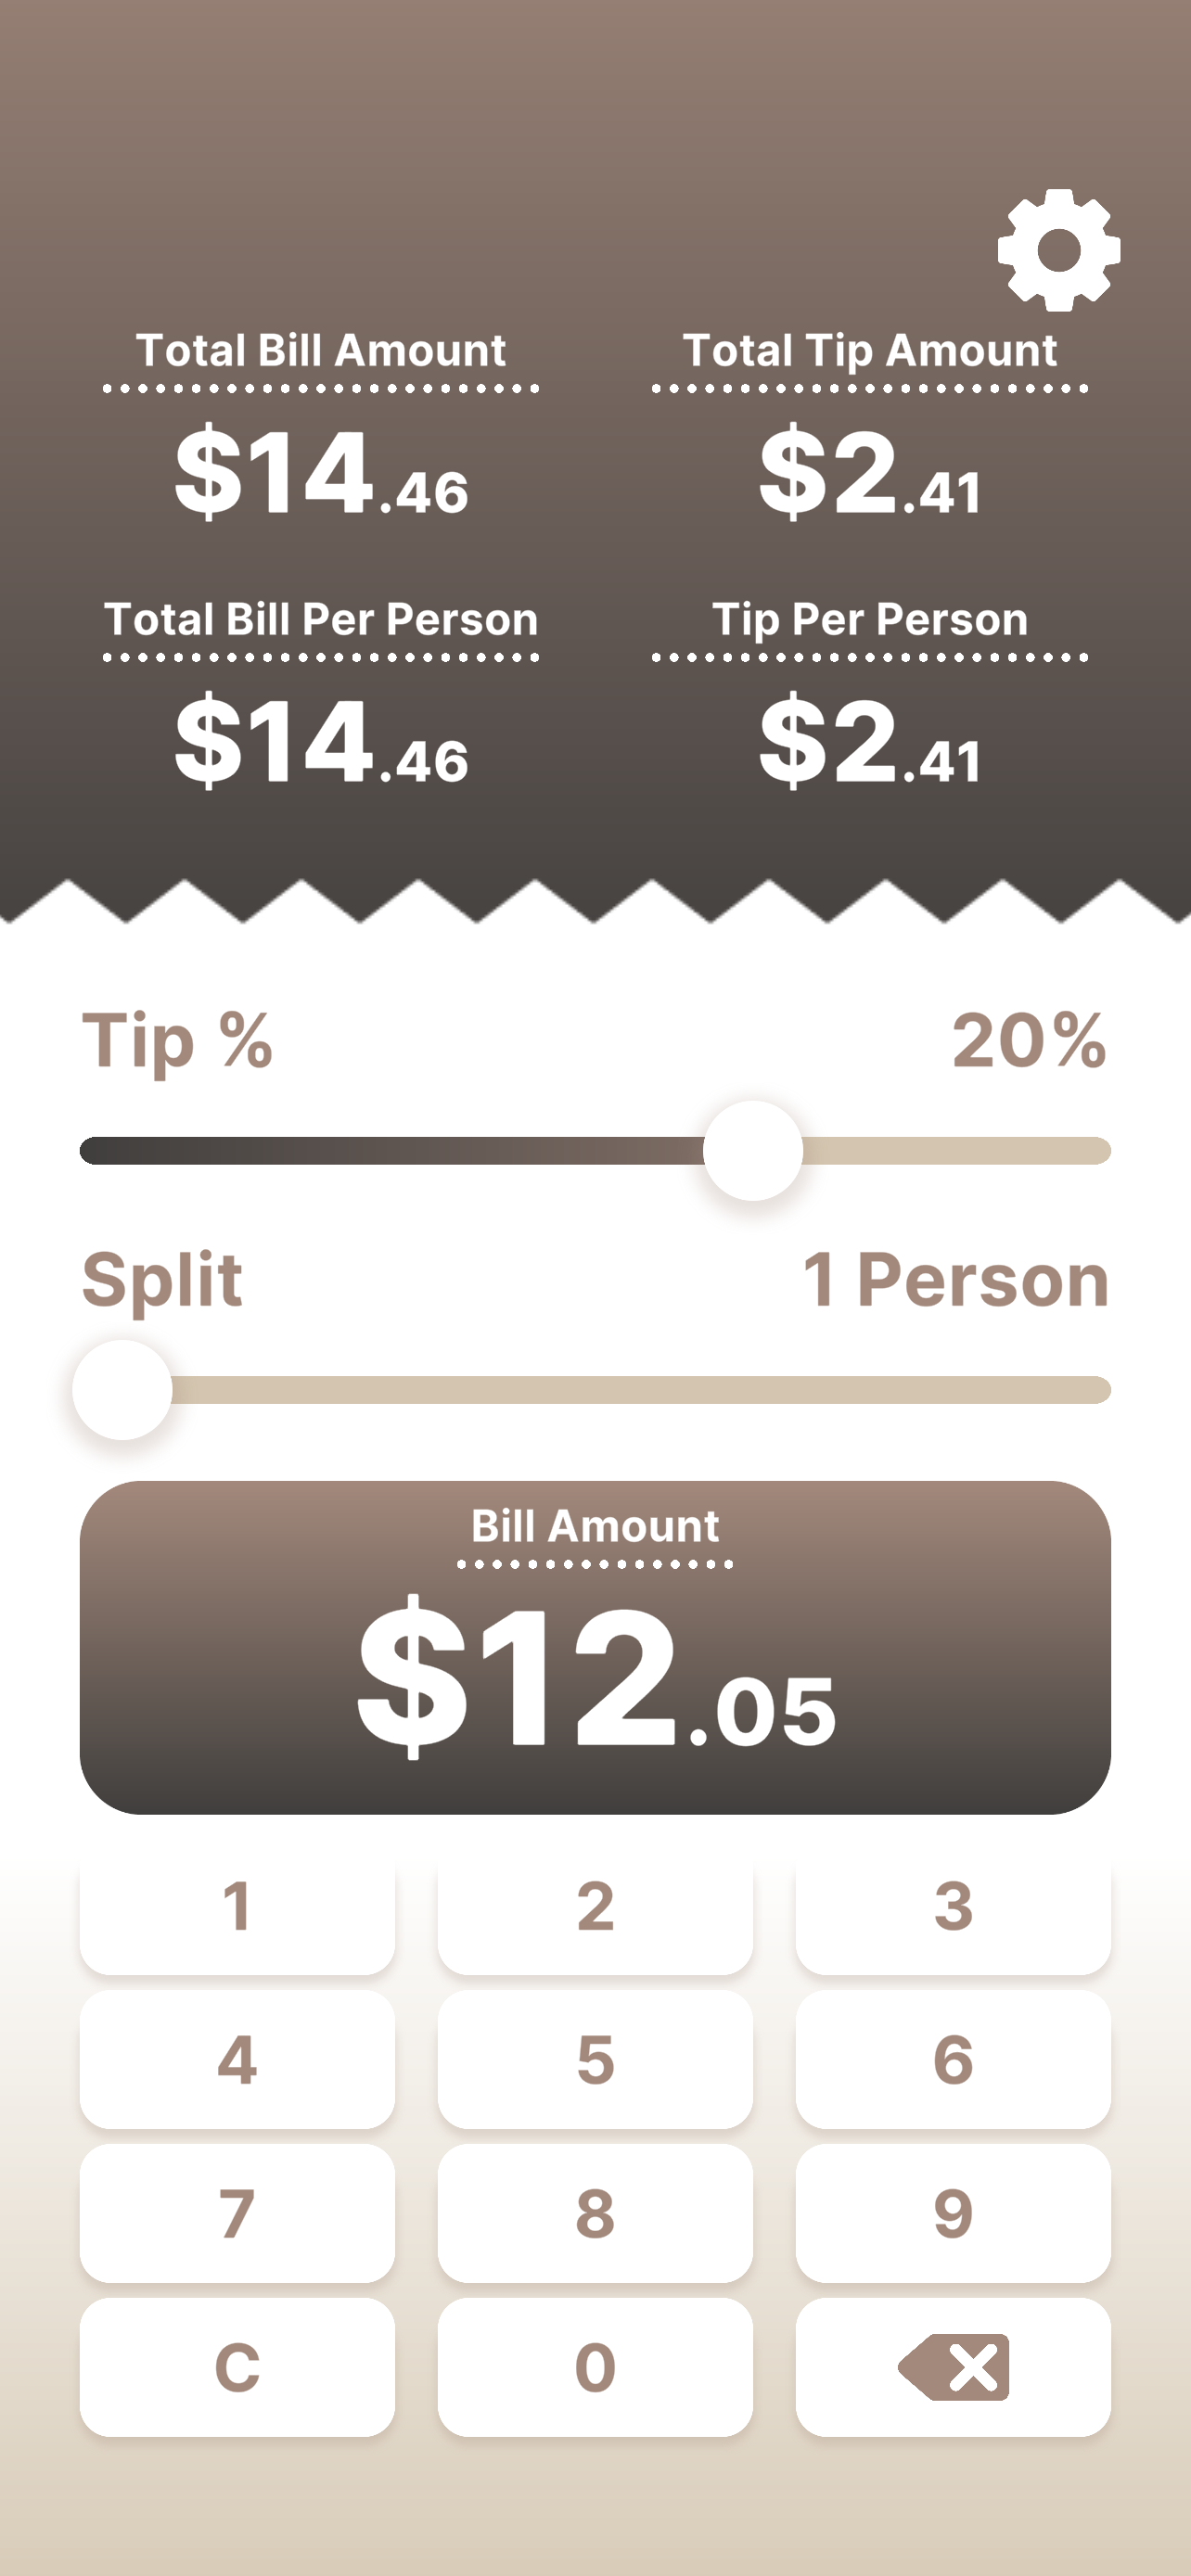 Total Bill Amount
$14.46
Total Tip Amount
$2.41
Total Bill Per Person
$14.46
Tip Per Person
$2.41
Tip % 20%
Split 1 Person
Bill Amount
$12.05
1 2 3
4 5 6
7 8 9
C 0